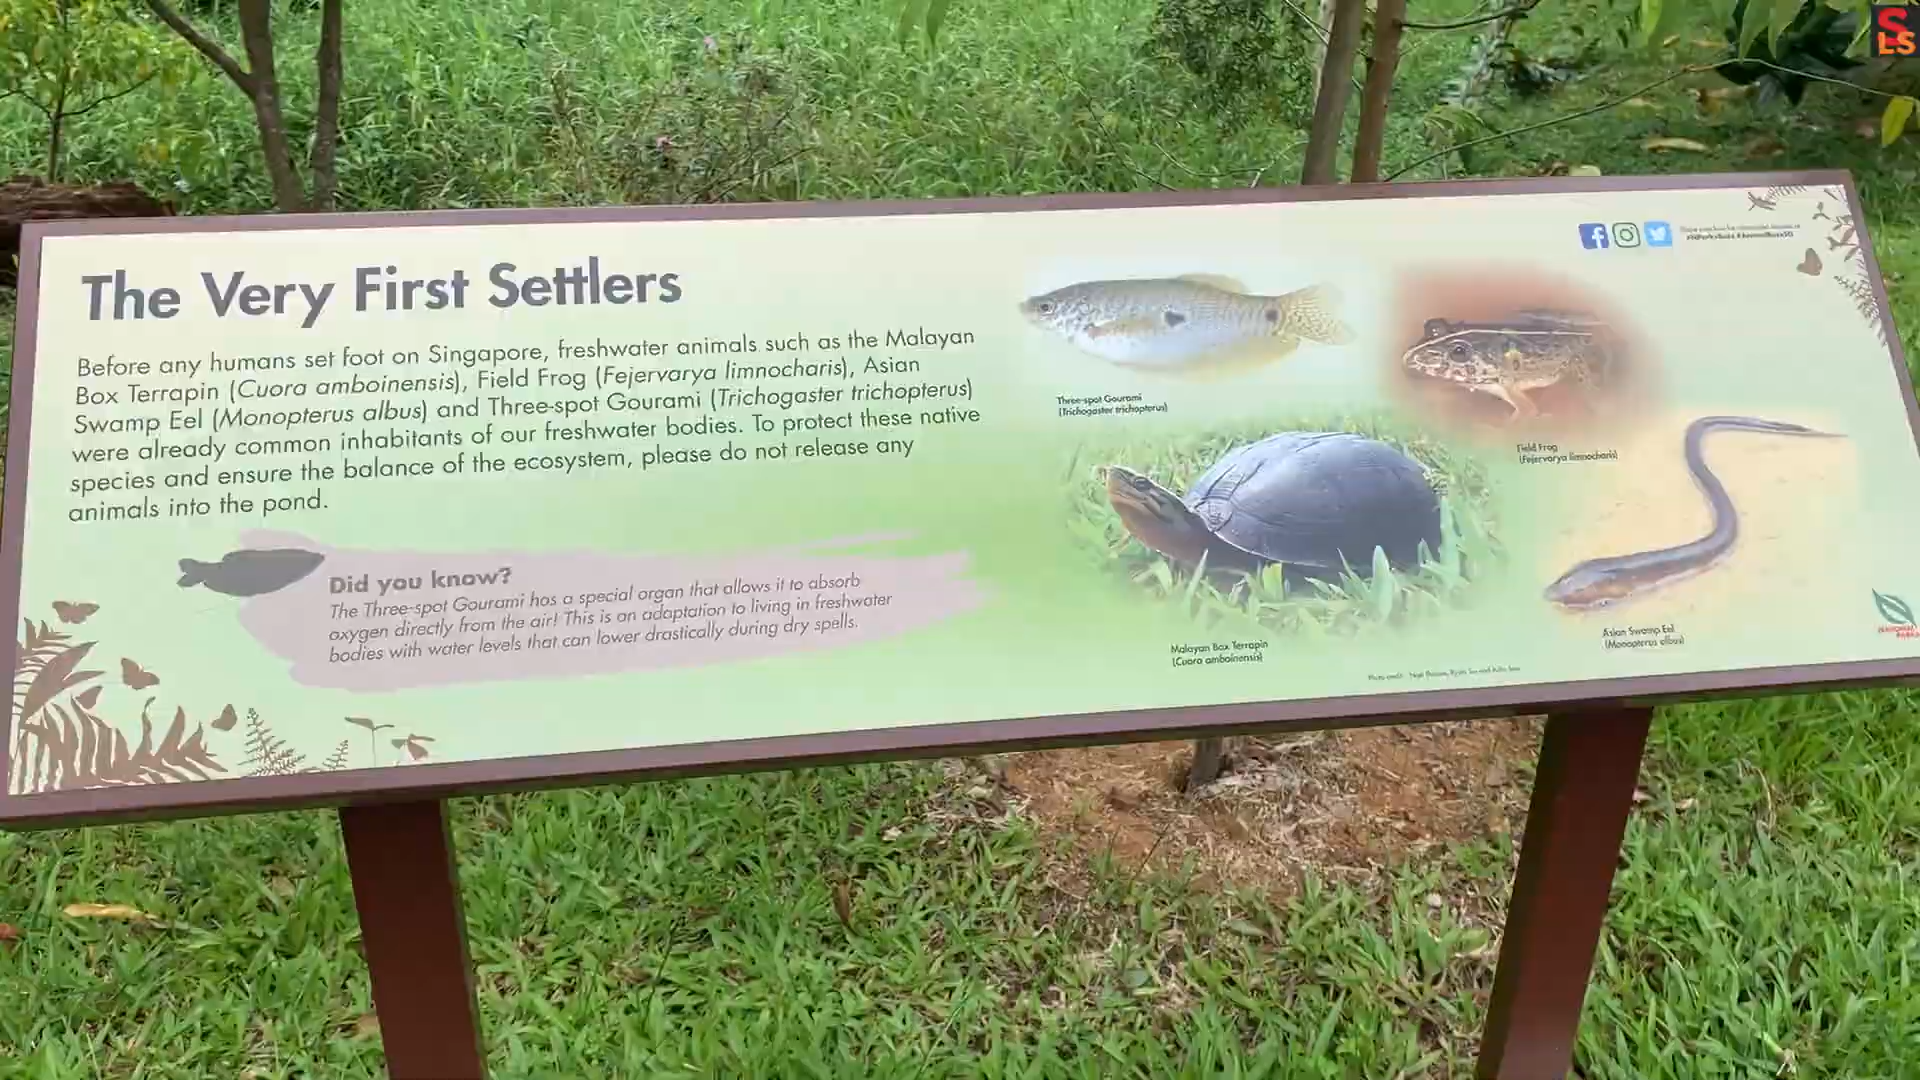 S
LS
The Very First Settlers
Before any humans set foot on Singapore, freshwater animals such as the Malayan
Box Terrapin (Cuora amboinensis), Field Frog (Fejervarya limnocharis), Asian
Swamp Eel (Monopterus albus) and Three-spot Gourami (Trichogaster trichopterus)
were already common inhabitants of our freshwater bodies. To protect these native
species and ensure the balance of the ecosystem, please do not release any
animals into the pond.
Did you know?
The Three-spot Gourami has a special organ that allows it to absorb
oxygen directly from the air! This is an adaptation to living in freshwater
bodies with water levels that can lower drastically during dry spells.
Three-spot Gourami
(Trichogaster trichopterus)
Field Frog
(Fejervarya limnocharis)
Malayan Box Terrapin
(Cuora amboinensis)
Asian Swamp Eel
(Monopterus albus)
Photo credit: